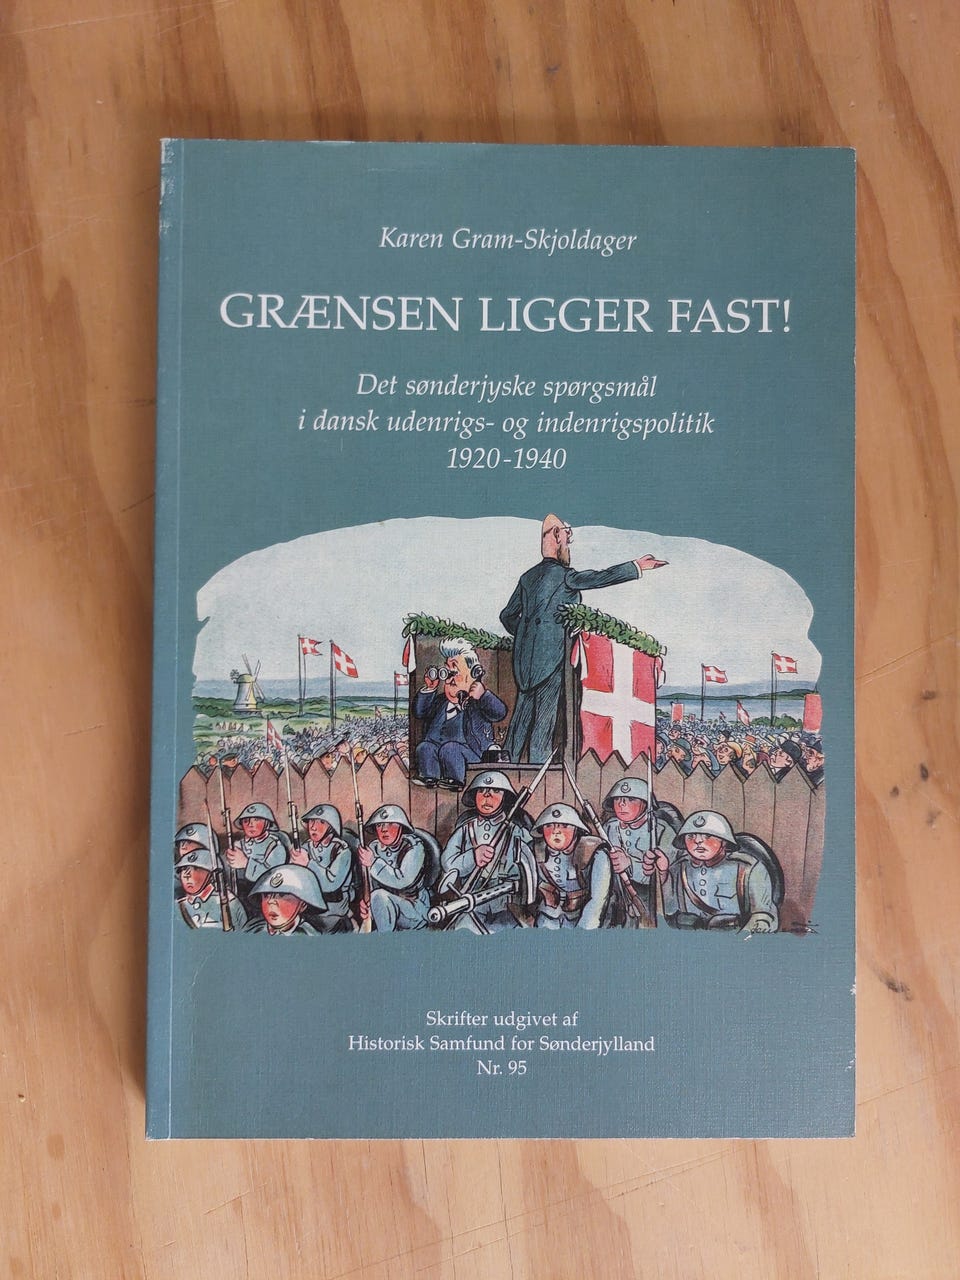 Karen Gram-Skjoldager
GRÆNSEN LIGGER FAST!
Det sønderjyske spørgsmål
i dansk udenrigs- og indenrigspolitik
1920-1940
Skrifter udgivet af
Historisk Samfund for Sønderjylland
Nr. 95